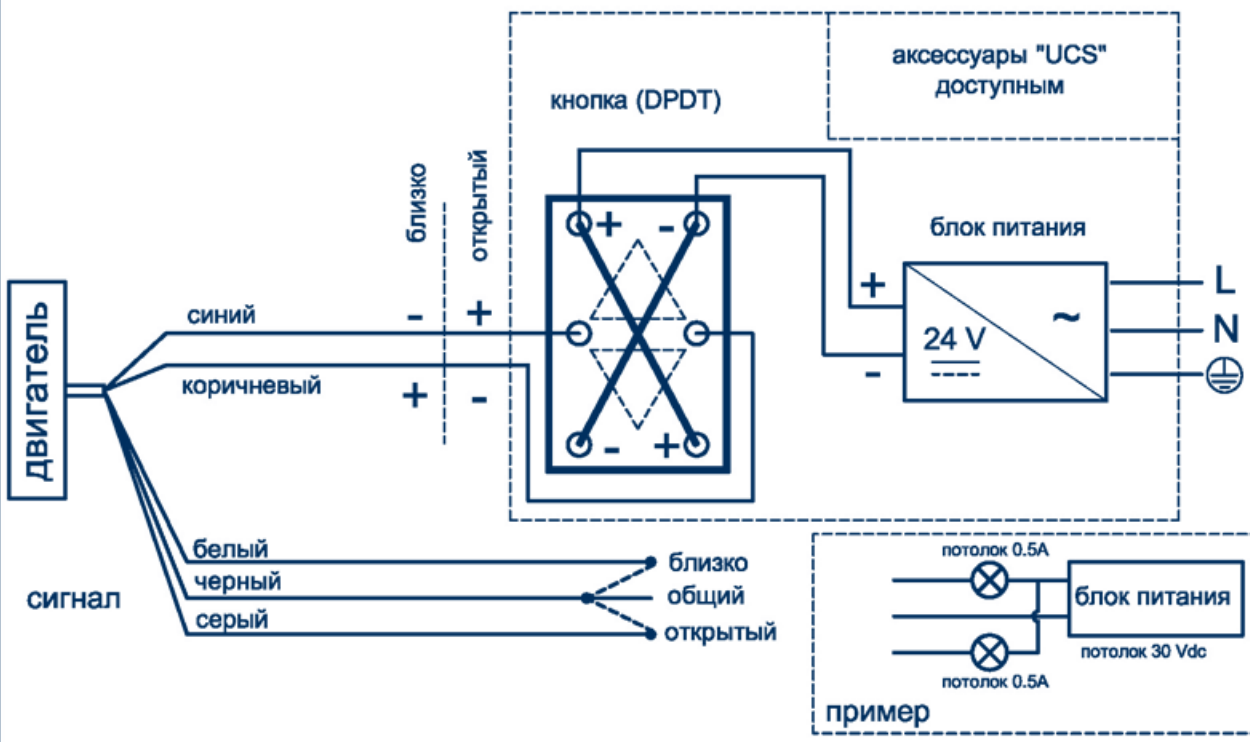 аксессуары "UCS"
доступным
кнопка (DPDT)
близко
открытый
+ -
блок питания
+
L
двигатель
синий
- +
24 V
~
N
коричневый
+ -
-
- +
белый
близко
черный
общий
сигнал
серый
открытый
потолок 0.5A
блок питания
потолок 30 Vdc
потолок 0.5A
пример